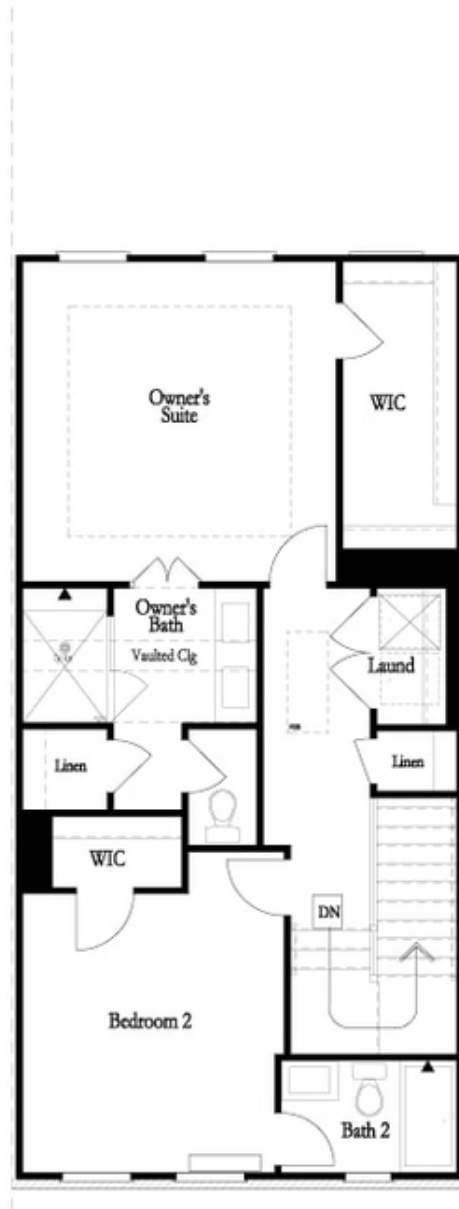 Owner's
Suite
WIC
Owner's
Bath
Vaulted Clg
Laund
Linen
Linen
WIC
DN
Bedroom 2
Bath 2